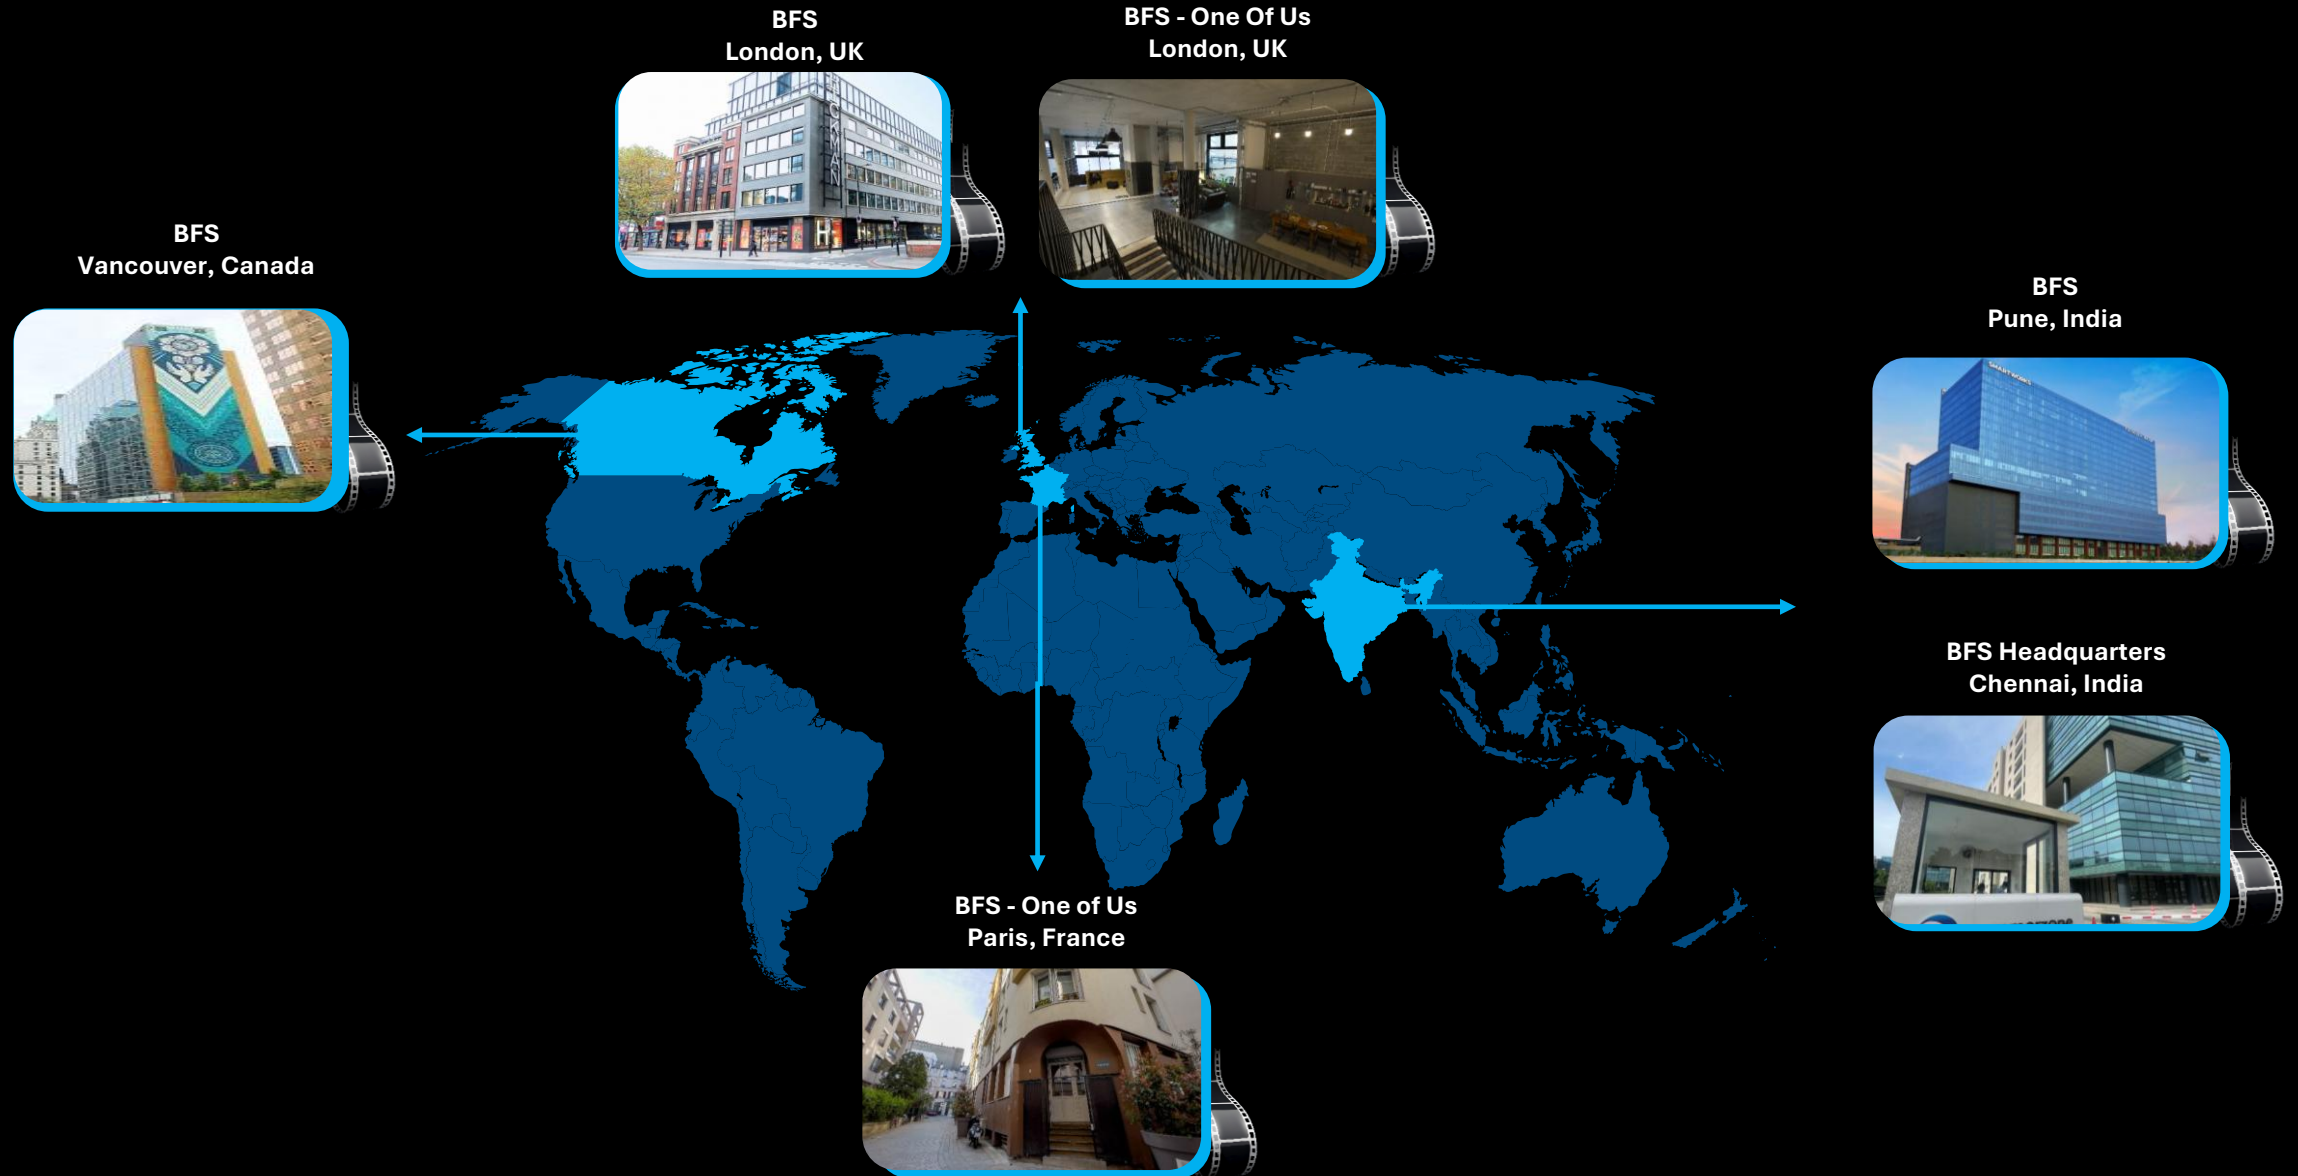 BFS
London, UK
BFS - One Of Us
London, UK
BFS
Vancouver, Canada
BFS
Pune, India
BFS Headquarters
Chennai, India
BFS - One of Us
Paris, France
SMARTWORKS